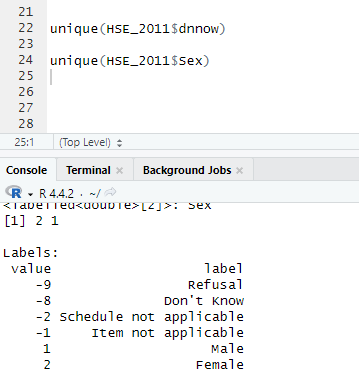 21
22 unique(HSE_2011$dnnow)
23
24 unique(HSE_2011$Sex)
25
26
27
28
25:1 (Top Level)
Console Terminal Background Jobs
R 4.4.2 · ~/
<labelled<double>[2]>: Sex
[1] 2 1
Labels:
value label
-9 Refusal
-8 Don't Know
-2 Schedule not applicable
-1 Item not applicable
1 Male
2 Female